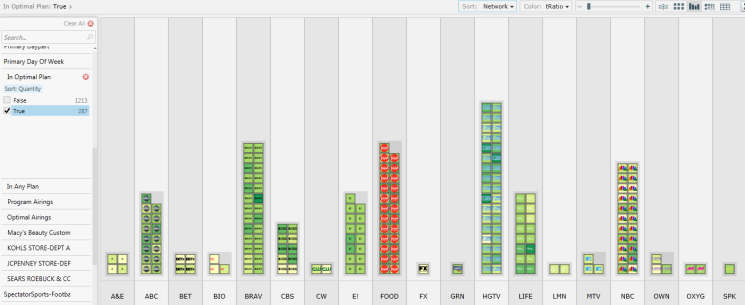 In Optimal Plan: True ›
Sort: Network
Color: tRatio
Clear All
Search...
Primary Daypart
Primary Day Of Week
In Optimal Plan
Sort: Quantity
False 1213
True 287
In Any Plan
Program Airings
Optimal Airings
Macy's Beauty Custom
KOHLS STORE-DEPT A
JCPENNEY STORE-DEF
SEARS ROEBUCK & CC
SpectatorSports-Footba
A&E ABC BET BIO BRAV CBS CW E! FOOD FX GRN HGTV LIFE LMN MTV NBC OWN OXYG SPK